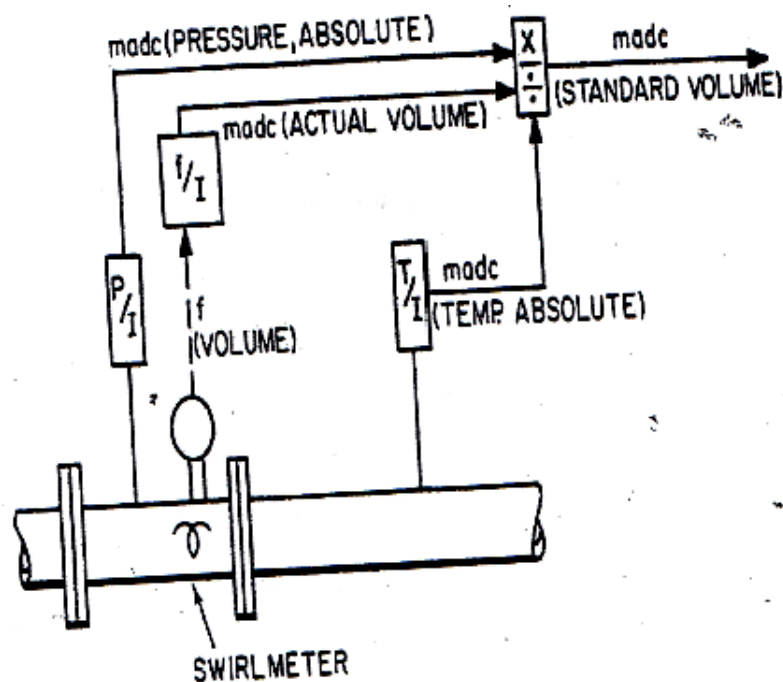 madc (PRESSURE, ABSOLUTE)
X
÷
madc
(STANDARD VOLUME)
madc (ACTUAL VOLUME)
f/I
P/I
f
(VOLUME)
T/I
madc
(TEMP. ABSOLUTE)
SWIRLMETER